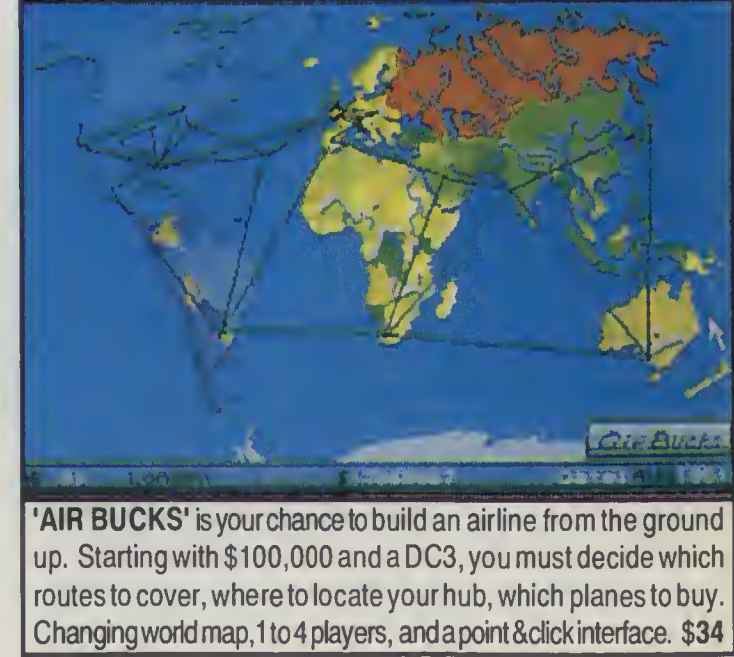 Air Bucks
'AIR BUCKS' is your chance to build an airline from the ground
up. Starting with $100,000 and a DC3, you must decide which
routes to cover, where to locate your hub, which planes to buy.
Changing world map, 1 to 4 players, and a point & click interface. $34